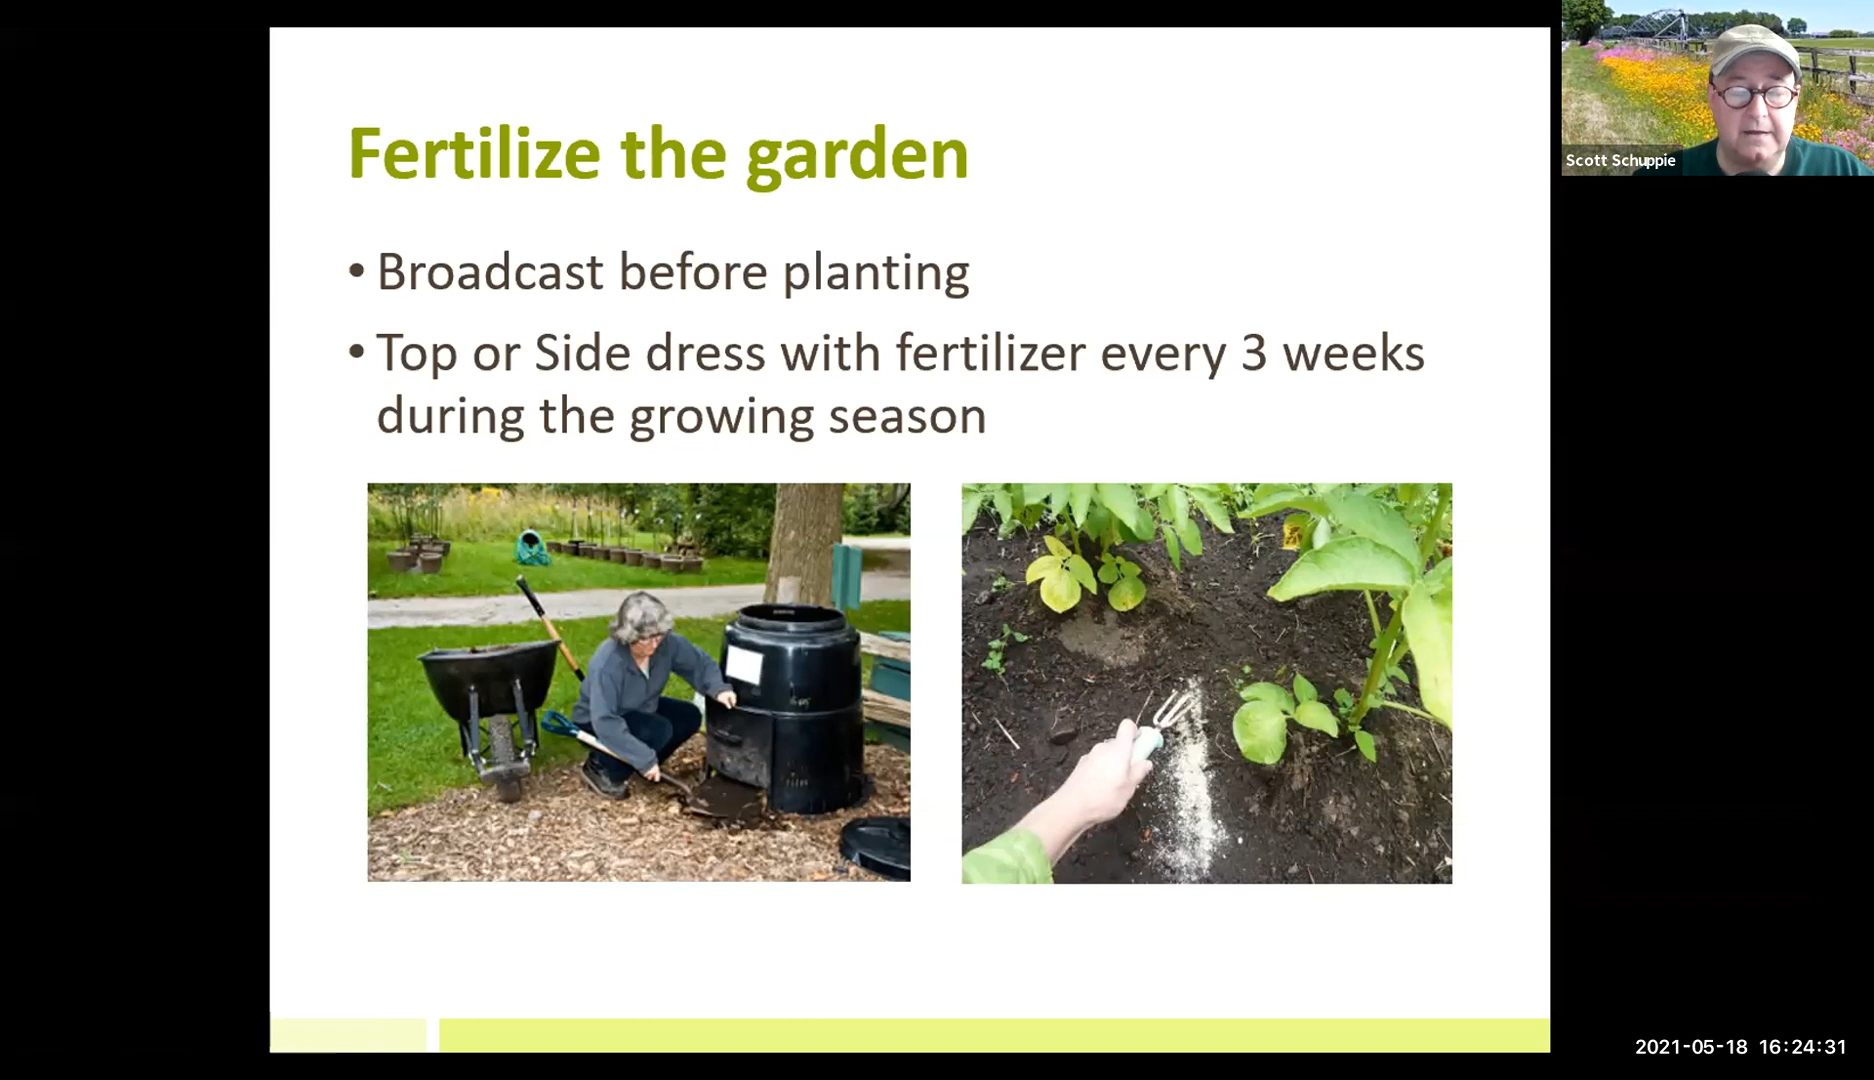 Fertilize the garden
• Broadcast before planting
• Top or Side dress with fertilizer every 3 weeks
during the growing season
Scott Schuppie
2021-05-18 16:24:31